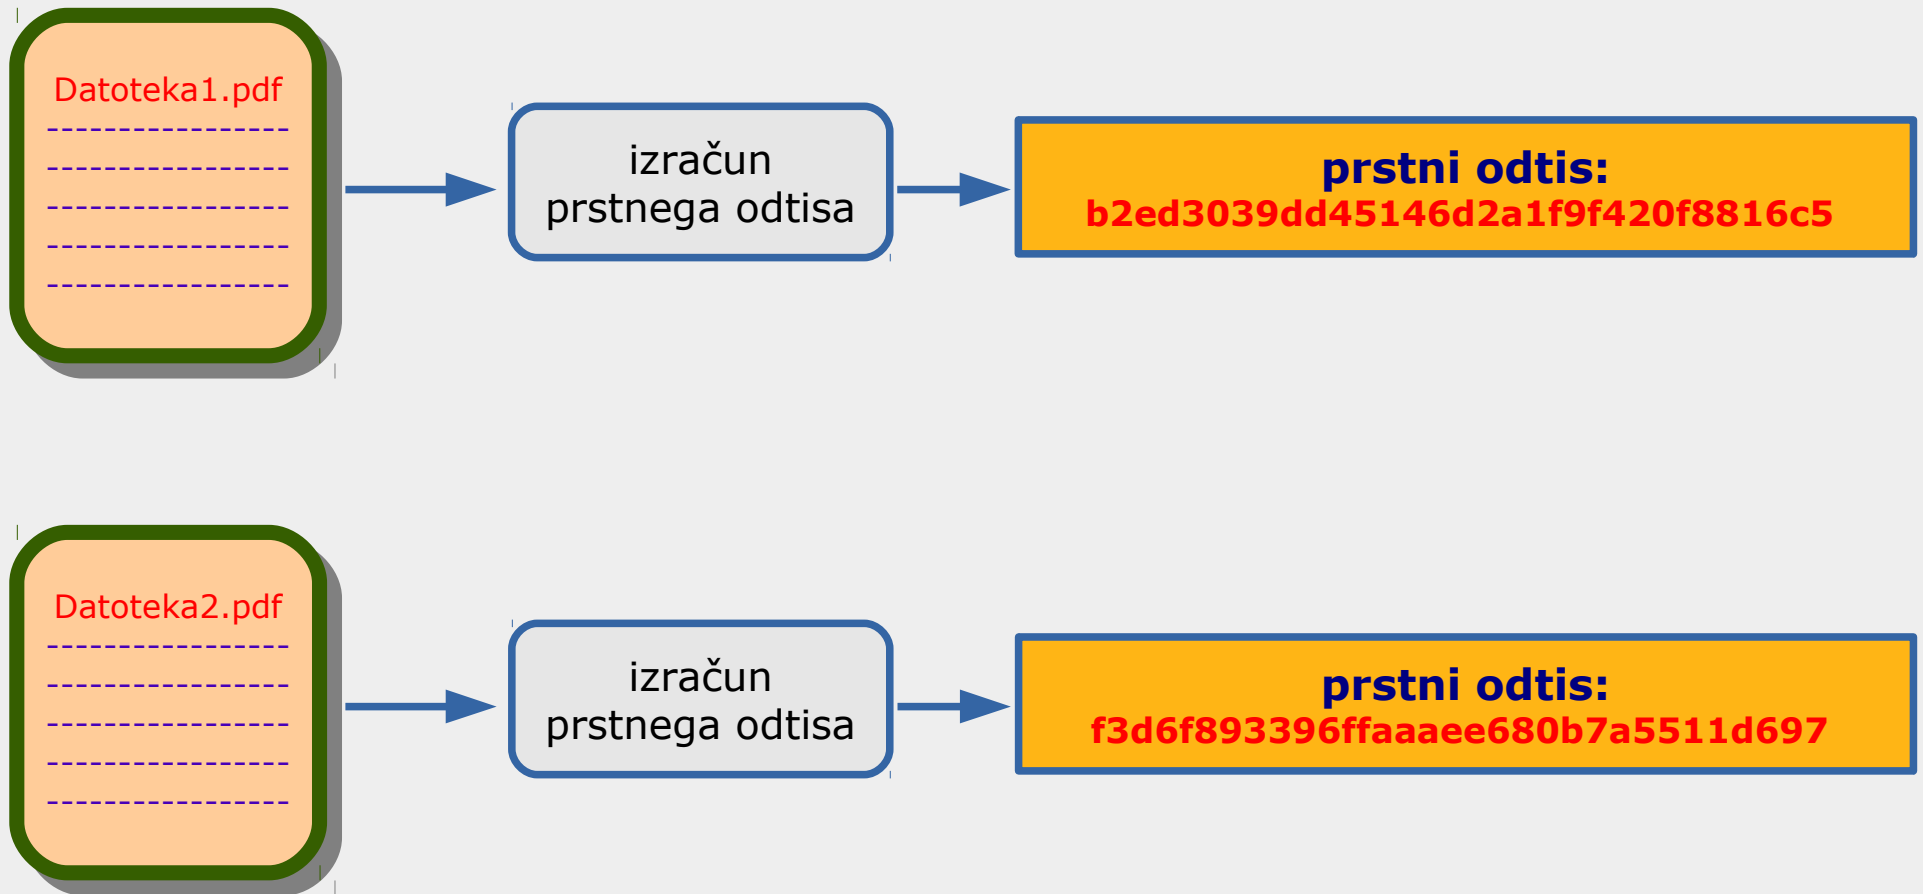 Datoteka1.pdf
-----------------
-----------------
-----------------
-----------------
-----------------
izračun
prstnega odtisa
prstni odtis:
b2ed3039dd45146d2a1f9f420f8816c5
Datoteka2.pdf
-----------------
-----------------
-----------------
-----------------
-----------------
izračun
prstnega odtisa
prstni odtis:
f3d6f893396ffaaaee680b7a5511d697